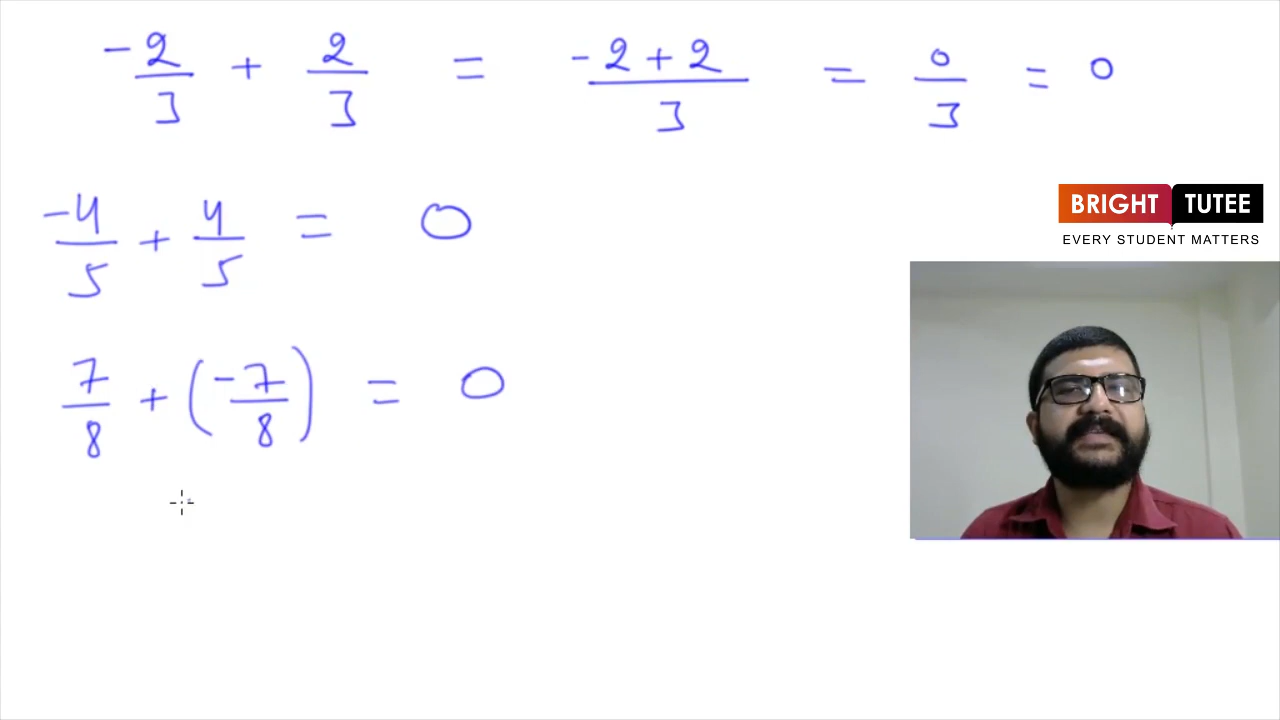 -2/3 + 2/3 = -2+2/3 = 0/3 = 0
BRIGHT TUTEE
EVERY STUDENT MATTERS
-4/5 + 4/5 = 0
7/8 + (-7/8) = 0